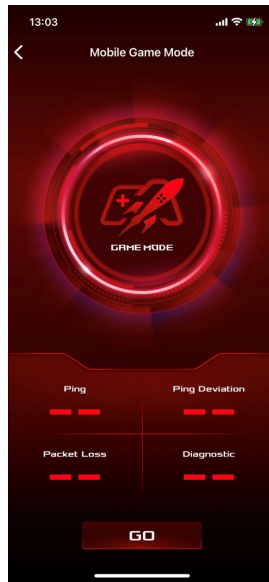 13:03
Mobile Game Mode
GAME MODE
Ping
Ping Deviation
-- --
-- --
Packet Loss
Diagnostic
-- --
-- --
GO